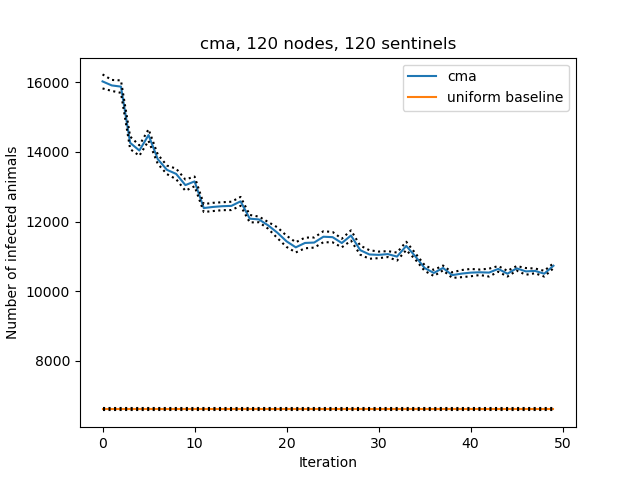 cma, 120 nodes, 120 sentinels
cma
uniform baseline
Number of infected animals
16000
14000
12000
10000
8000
0 10 20 30 40 50
Iteration